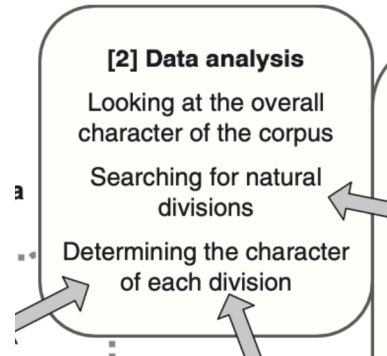 [2] Data analysis
Looking at the overall
character of the corpus
Searching for natural
divisions
Determining the character
of each division